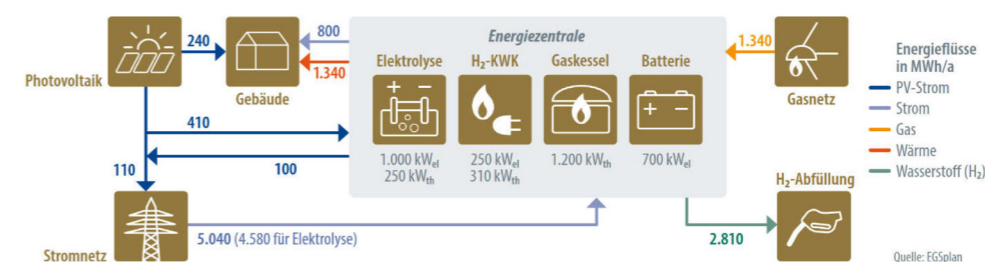 Photovoltaik
240
Gebäude
800
1.340
Energiezentrale
Elektrolyse
H₂-KWK
Gaskessel
Batterie
1.000 kWel
250 kWth
250 kWel
310 kWth
1.200 kWth
700 kWel
1.340
Gasnetz
Energieflüsse
in MWh/a
PV-Strom
Strom
Gas
Wärme
Wasserstoff (H₂)
410
110
100
Stromnetz
5.040 (4.580 für Elektrolyse)
2.810
H₂-Abfüllung
Quelle: EGSplan